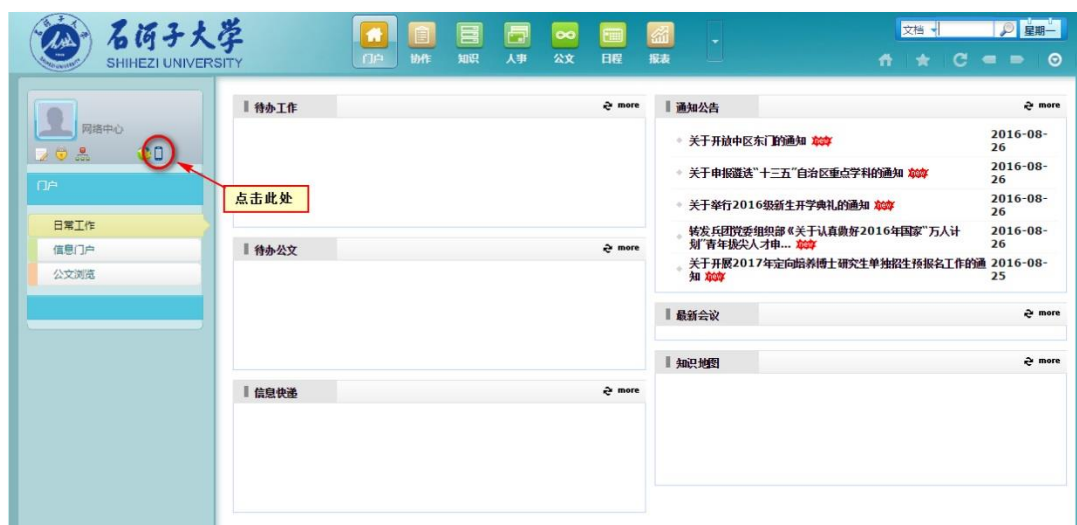 石河子大学
SHIHEZI UNIVERSITY
门户
协作
知识
人事
公文
日程
报表
文档
星期一
网络中心
门户
日常工作
信息门户
公文浏览
点击此处
待办工作
more
待办公文
more
信息快递
more
通知公告
more
关于开放中区东门的通知
2016-08-
26
关于申报遴选"十三五"自治区重点学科的通知
2016-08-
26
关于举行2016级新生开学典礼的通知
2016-08-
26
转发兵团党委组织部《关于认真做好2016年国家"万人计
划"青年拔尖人才申...
2016-08-
26
关于开展2017年定向培养博士研究生单独招生预报名工作的通
知
2016-08-
25
最新会议
more
知识地图
more